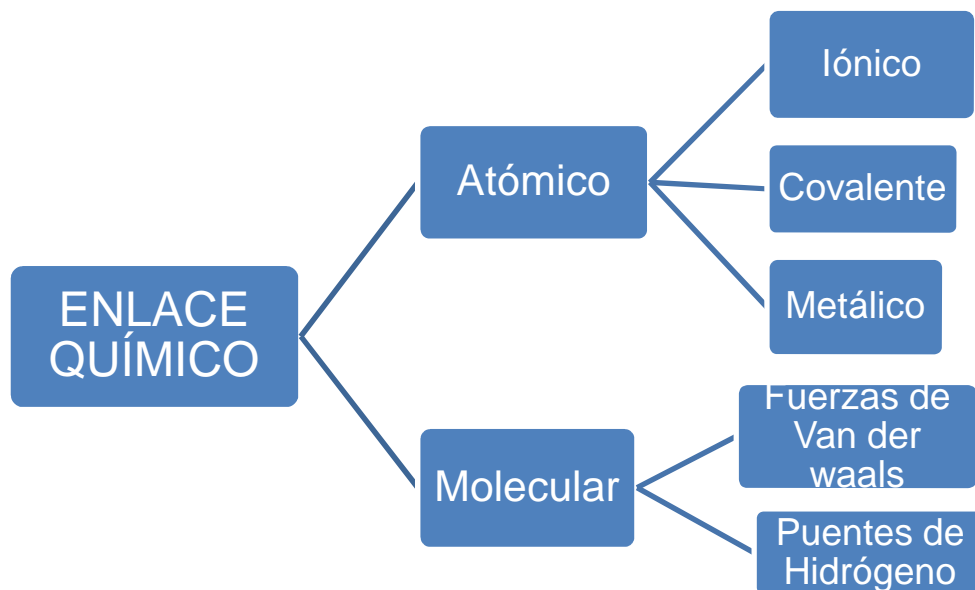 ENLACE
QUÍMICO
Atómico
Iónico
Covalente
Metálico
Molecular
Fuerzas de
Van der
waals
Puentes de
Hidrógeno